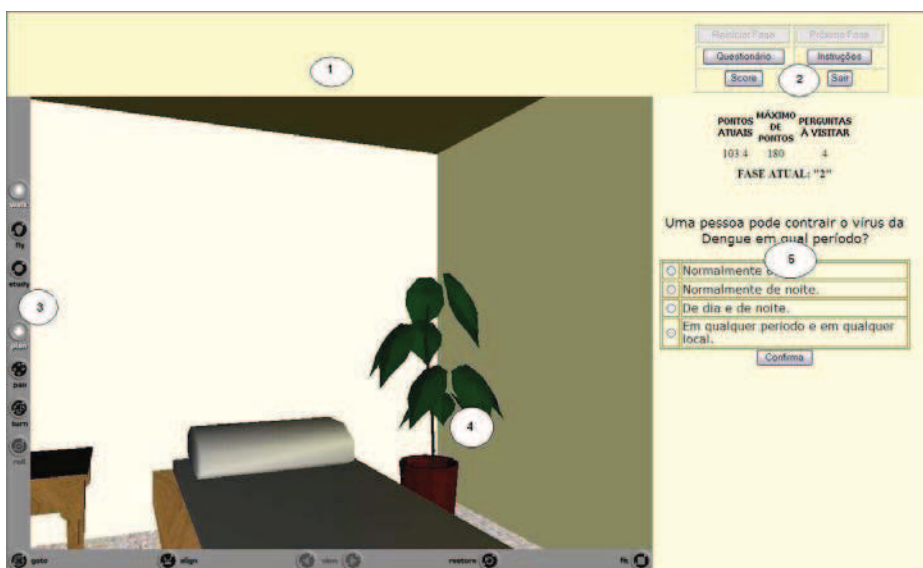 Reiniciar Fase Próxima Fase
Questionário Instruções
Score Sair
1
2
PONTOS ATUAIS MÁXIMO DE PONTOS PERGUNTAS À VISITAR
103.4 180 4
FASE ATUAL: "2"
Uma pessoa pode contrair o vírus da
Dengue em qual período?
5
Normalmente
Normalmente de noite.
De dia e de noite.
Em qualquer período e em qualquer
local.
Confirma
walk
fly
study
3
plan
pan
turn
roll
4
goto align view restore fit